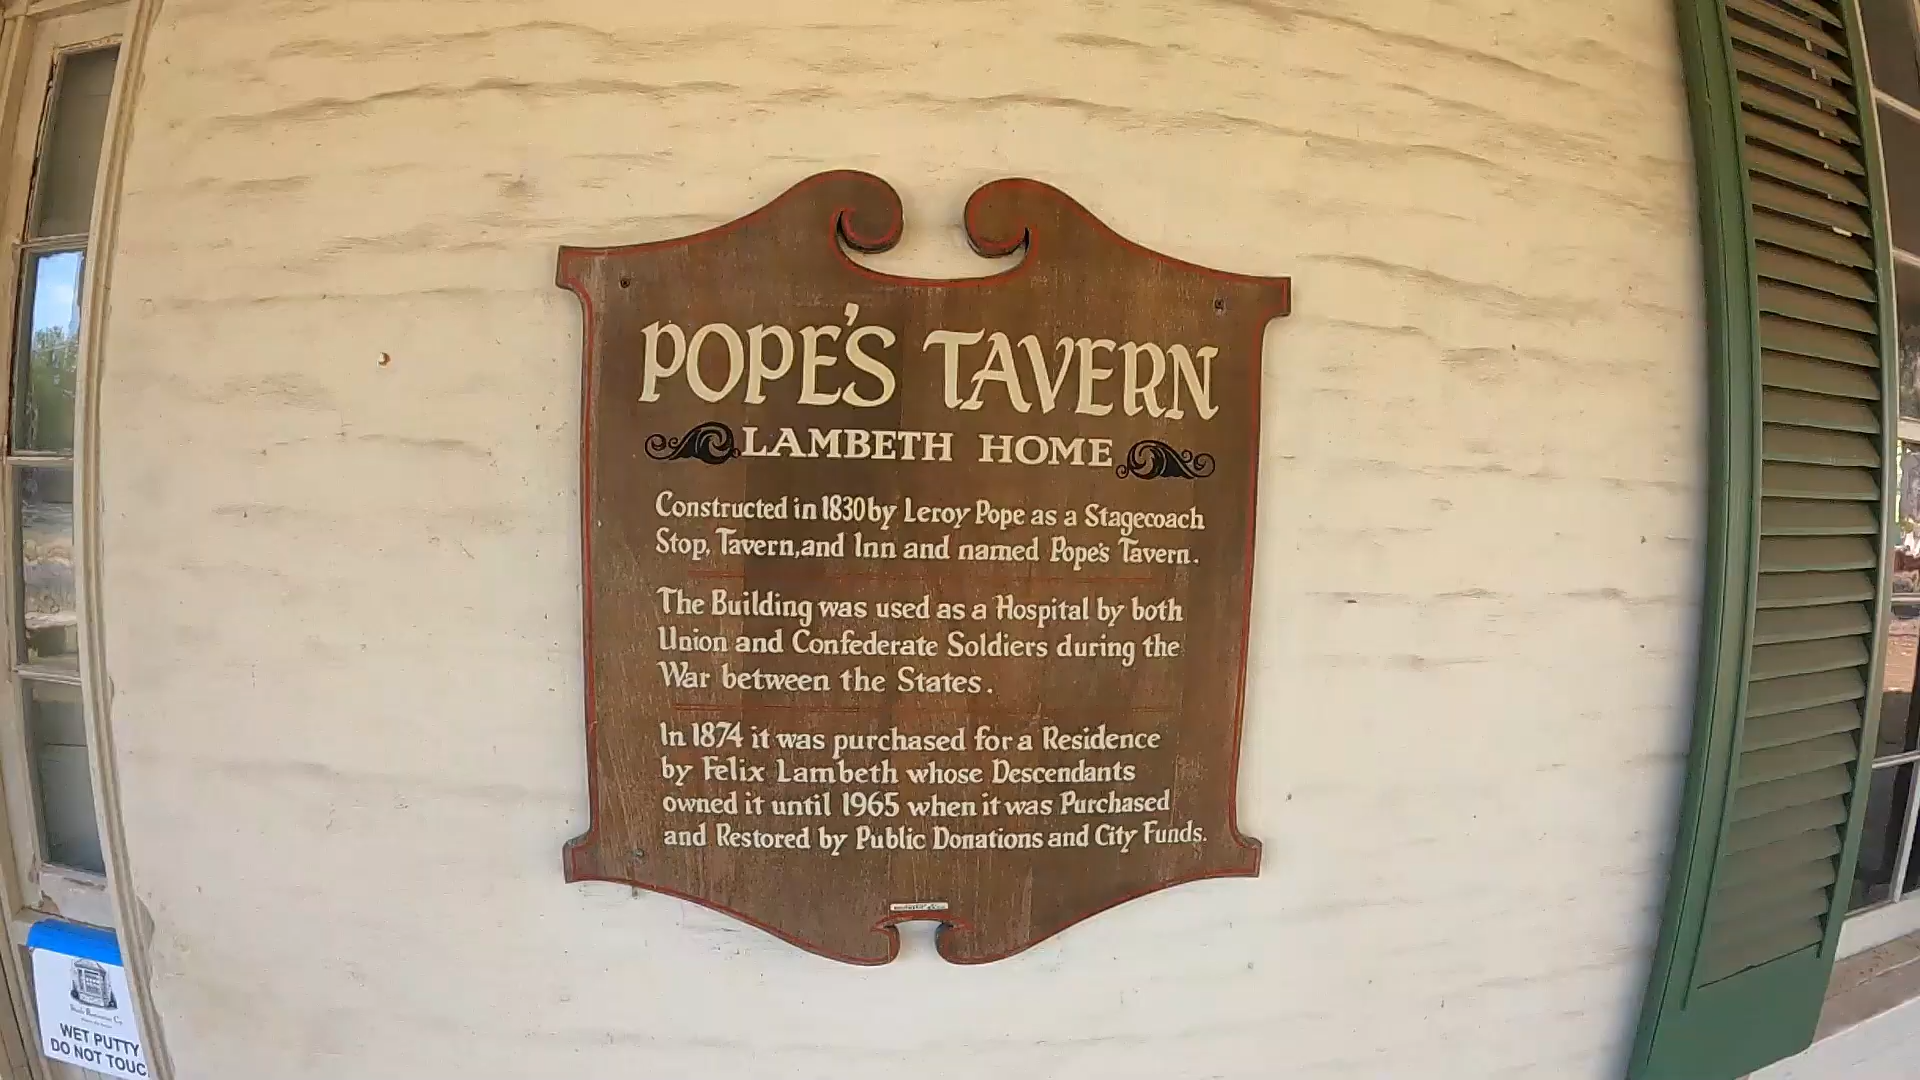 POPE'S TAVERN
LAMBETH HOME
Constructed in 1830 by Leroy Pope as a Stagecoach
Stop, Tavern, and Inn and named Pope's Tavern.
The Building was used as a Hospital by both
Union and Confederate Soldiers during the
War between the States.
In 1874 it was purchased for a Residence
by Felix Lambeth whose Descendants
owned it until 1965 when it was Purchased
and Restored by Public Donations and City Funds.
WET PUTTY
DO NOT TOUC